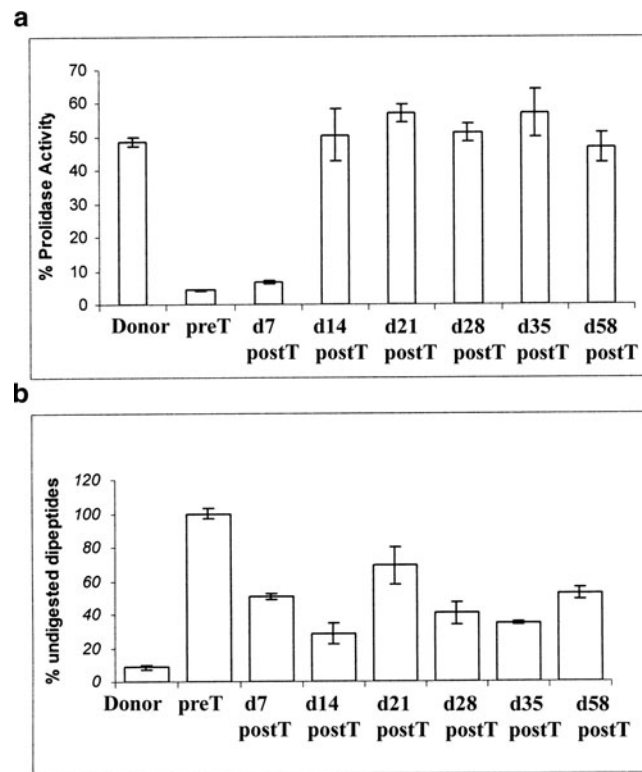 a
% Prolidase Activity
70
60
50
40
30
20
10
0
Donor preT d7 d14 d21 d28 d35 d58
postT postT postT postT postT postT
b
% undigested dipeptides
120
100
80
60
40
20
0
Donor preT d7 d14 d21 d28 d35 d58
postT postT postT postT postT postT